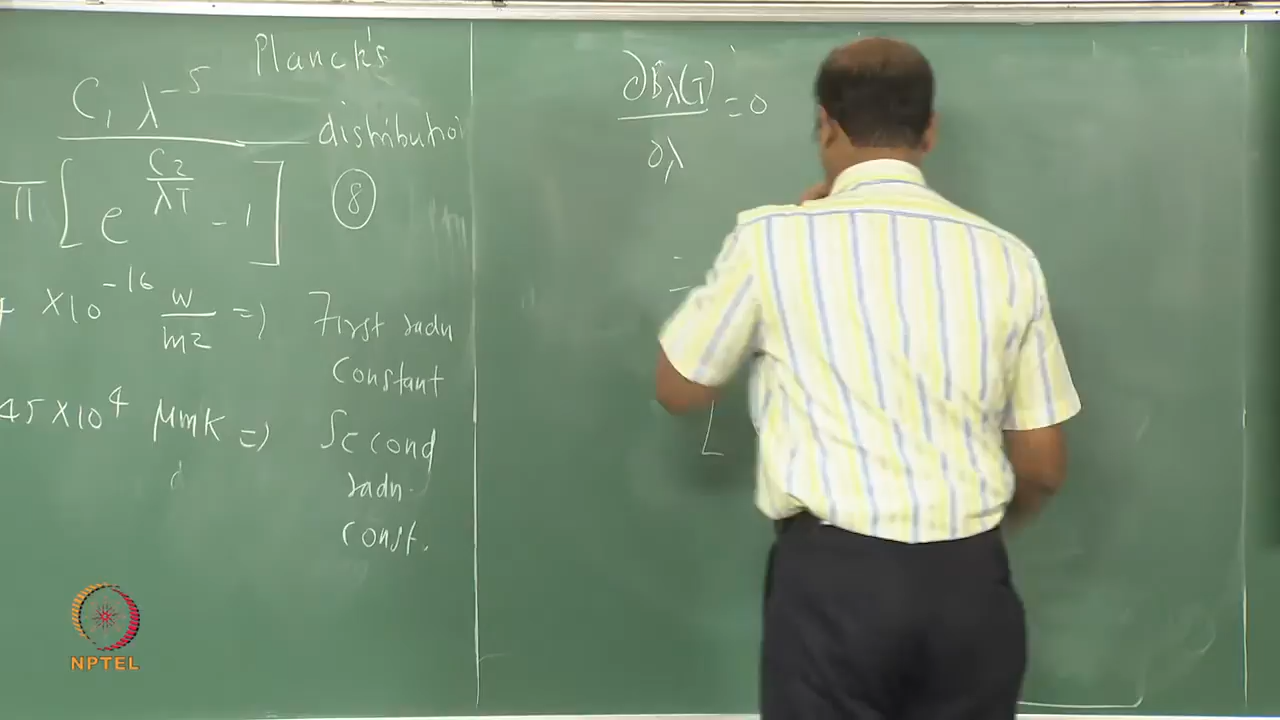 Planck's
distribution
C₁ λ⁻⁵
π [ e^(C2/λT) - 1 ] ⑧
×10⁻¹⁶ W/m2 => First radn
Constant
45 ×10⁴ μmK => Second
radn.
const.
∂Bλ(T)/∂λ = 0
NPTEL